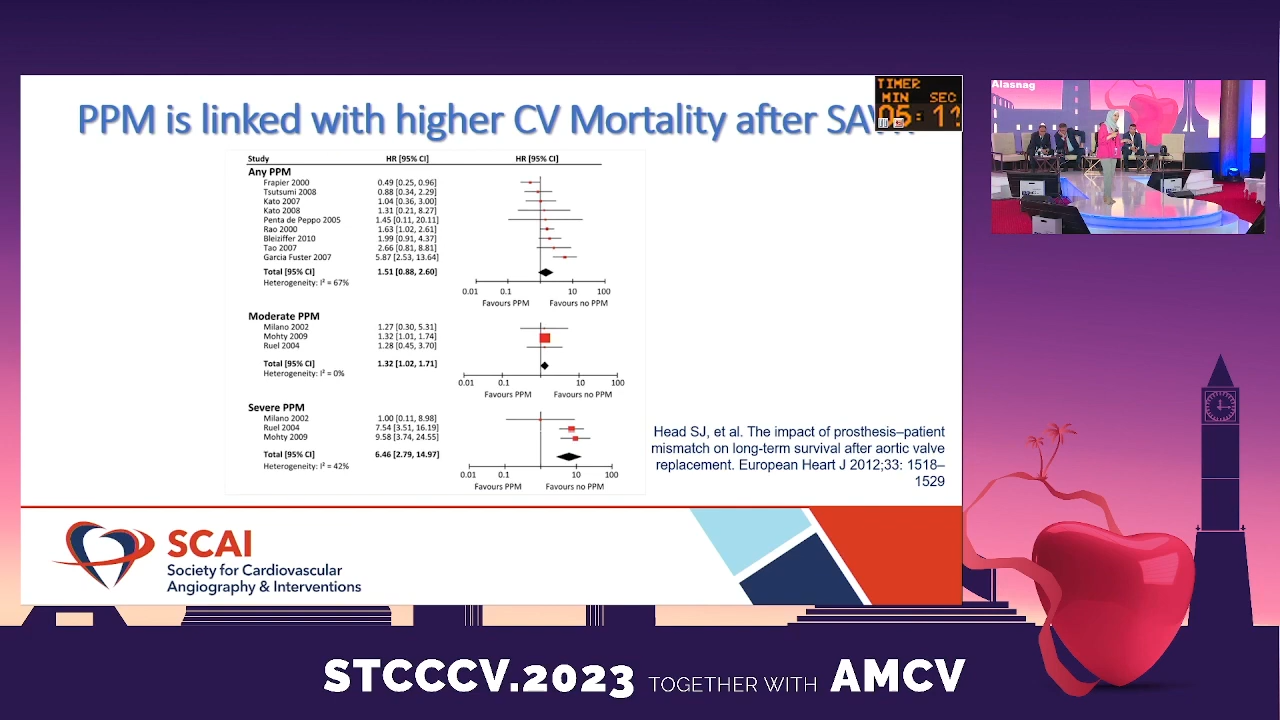 PPM is linked with higher CV Mortality after
TIMER
MIN SEC
05:1
Alasnag
Study HR [95% CI] HR [95% CI]
Any PPM
Frapier 2000 0.49 [0.25, 0.96]
Tsutsumi 2008 0.88 [0.34, 2.29]
Kato 2007 1.04 [0.36, 3.00]
Kato 2008 1.31 [0.21, 8.27]
Penta de Peppo 2005 1.45 [0.11, 20.11]
Rao 2000 1.63 [1.02, 2.61]
Bleiziffer 2010 1.99 [0.91, 4.37]
Tao 2007 2.66 [0.81, 8.81]
Garcia Fuster 2007 5.87 [2.53, 13.64]
Total [95% CI] 1.51 [0.88, 2.60]
Heterogeneity: I² = 67%
0.01 0.1 10 100
Favours PPM Favours no PPM
Moderate PPM
Milano 2002 1.27 [0.30, 5.31]
Mohty 2009 1.32 [1.01, 1.74]
Ruel 2004 1.28 [0.45, 3.70]
Total [95% CI] 1.32 [1.02, 1.71]
Heterogeneity: I² = 0%
0.01 0.1 10 100
Favours PPM Favours no PPM
Severe PPM
Milano 2002 1.00 [0.11, 8.98]
Ruel 2004 7.54 [3.51, 16.19]
Mohty 2009 9.58 [3.74, 24.55]
Total [95% CI] 6.46 [2.79, 14.97]
Heterogeneity: I² = 42%
0.01 0.1 10 100
Favours PPM Favours no PPM
Head SJ, et al. The impact of prosthesis–patient
mismatch on long-term survival after aortic valve
replacement. European Heart J 2012;33: 1518–
1529
SCAI
Society for Cardiovascular
Angiography & Interventions
STCCCV.2023 TOGETHER WITH AMCV